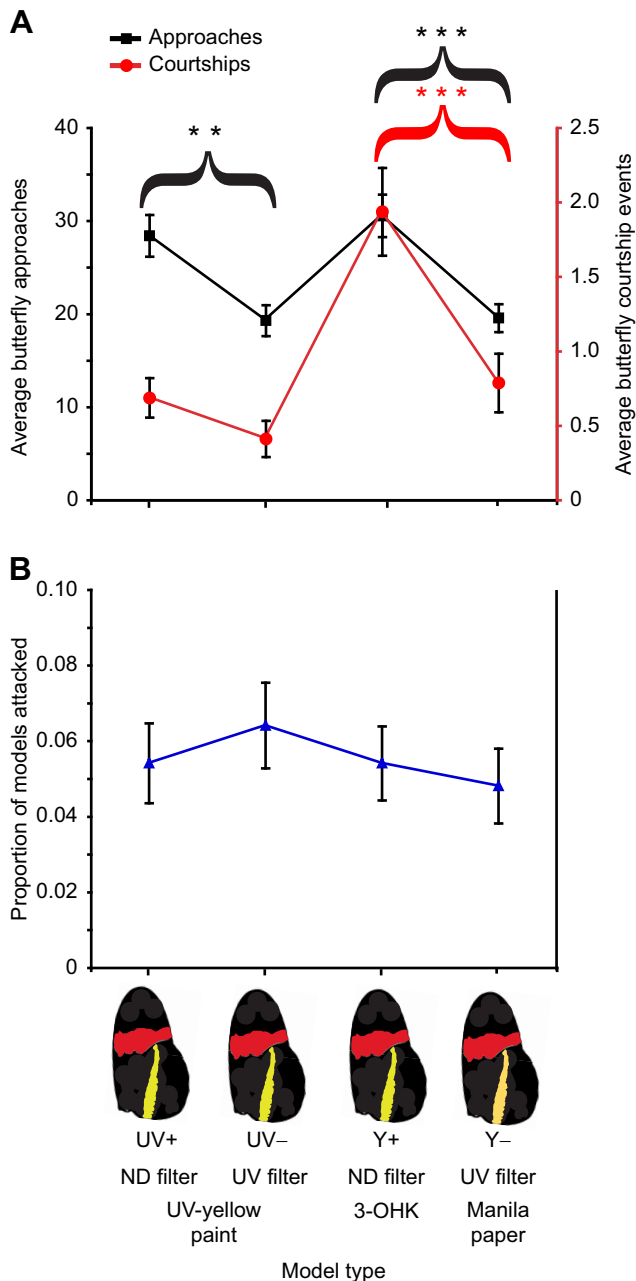 A
Approaches
Courtships
* * *
* * *
* *
40
30
20
10
0
Average butterfly approaches
2.5
2.0
1.5
1.0
0.5
0
Average butterfly courtship events
B
0.10
0.08
0.06
0.04
0.02
0
Proportion of models attacked
UV+ UV– Y+ Y–
ND filter UV filter ND filter UV filter
UV-yellow paint 3-OHK Manila paper
Model type